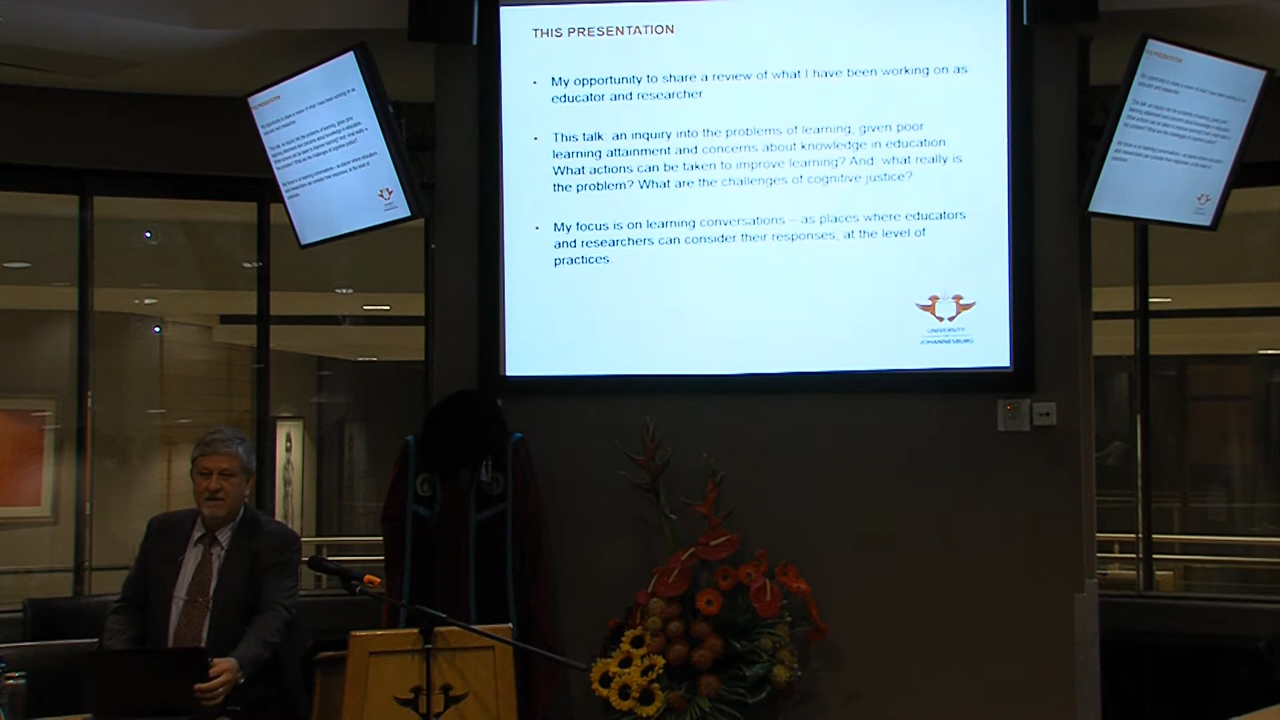 THIS PRESENTATION
• My opportunity to share a review of what I have been working on as
educator and researcher
• This talk: an inquiry into the problems of learning, given poor
learning attainment and concerns about knowledge in education.
What actions can be taken to improve learning? And: what really is
the problem? What are the challenges of cognitive justice?
• My focus is on learning conversations – as places where educators
and researchers can consider their responses, at the level of
practices.
UNIVERSITY
OF
JOHANNESBURG